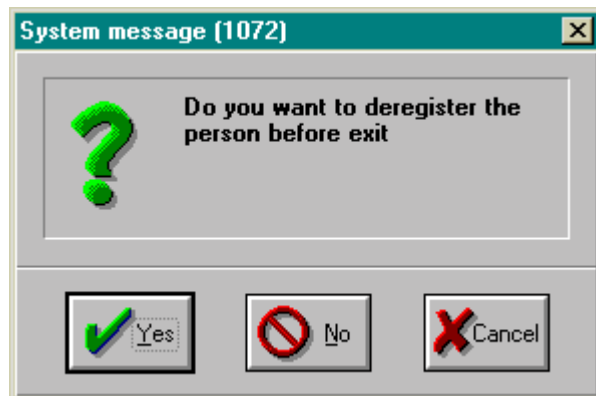 System message (1072)
Do you want to deregister the
person before exit
Yes
No
Cancel